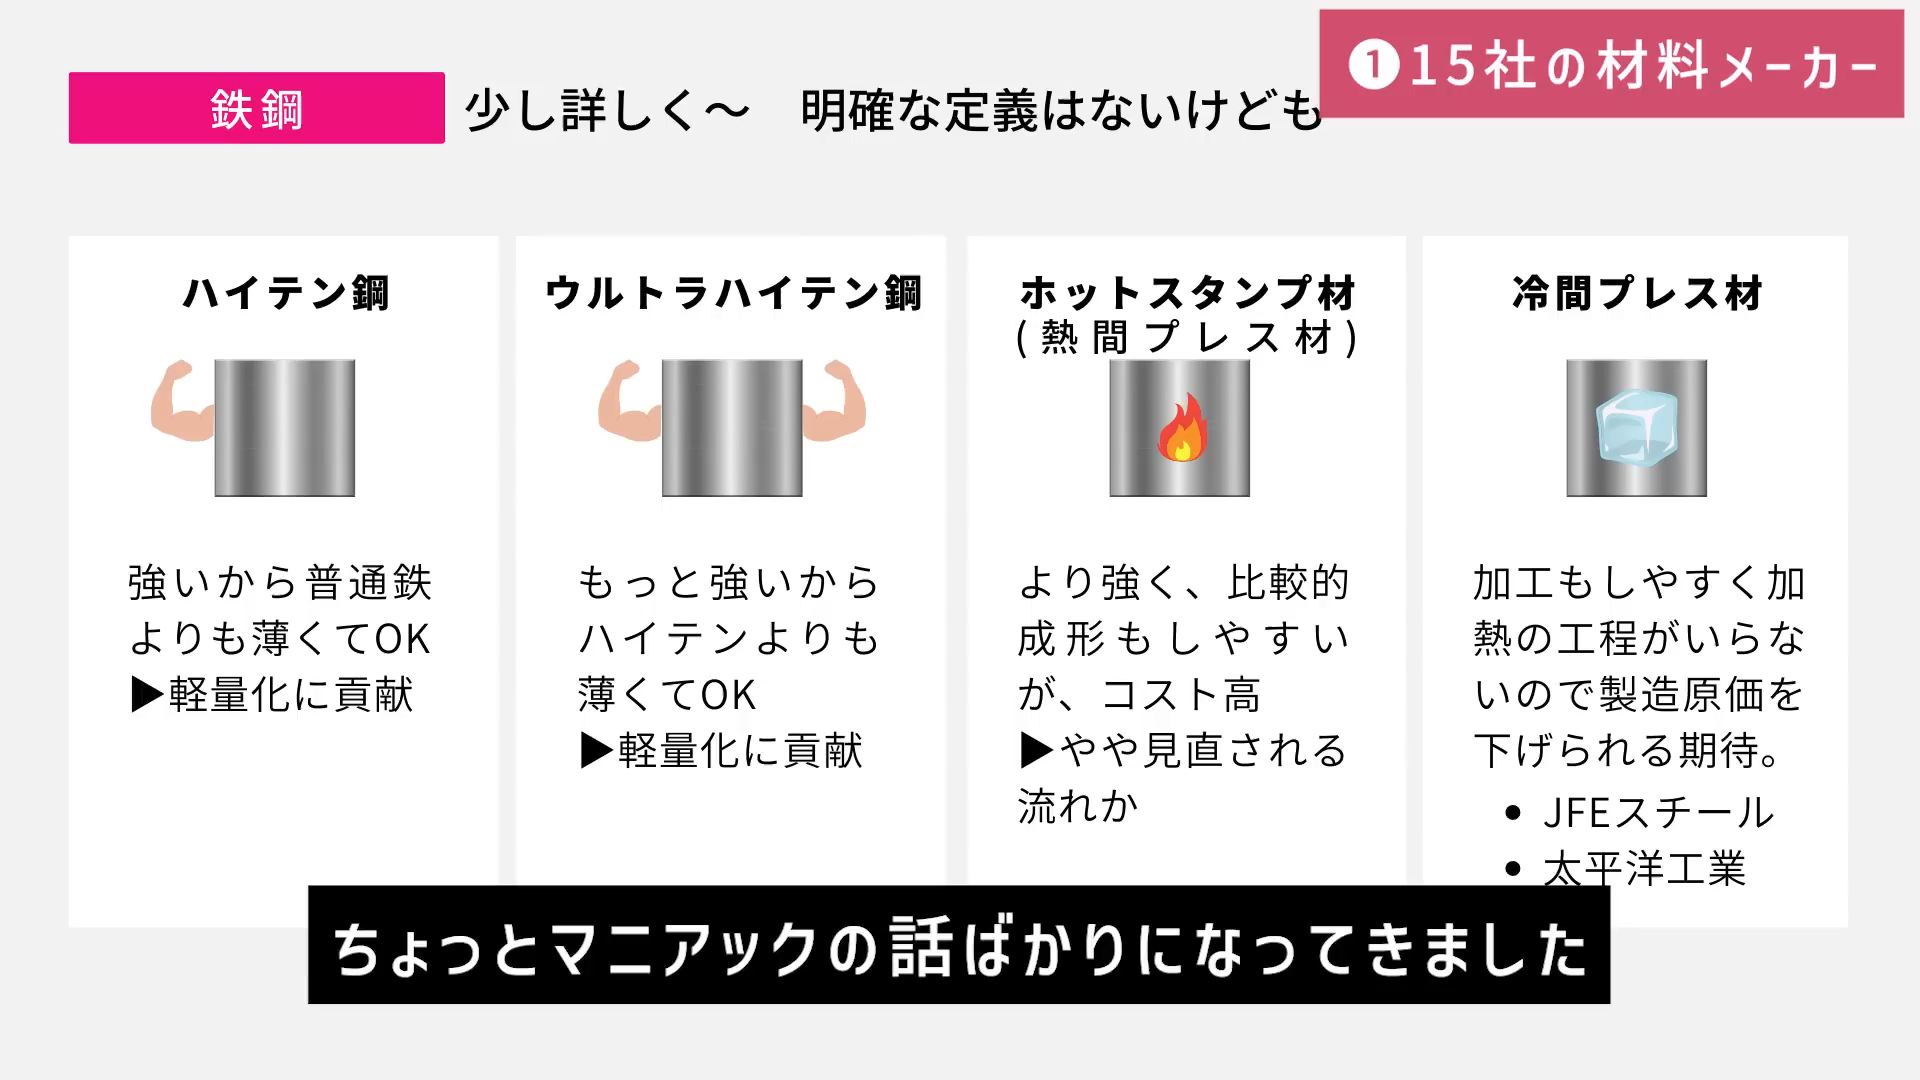 ❶15社の材料メーカー
鉄鋼
少し詳しく～　明確な定義はないけども
ハイテン鋼
強いから普通鉄
よりも薄くてOK
▶軽量化に貢献
ウルトラハイテン鋼
もっと強いから
ハイテンよりも
薄くてOK
▶軽量化に貢献
ホットスタンプ材
(熱間プレス材)
より強く、比較的
成形もしやすい
が、コスト高
▶やや見直される
流れか
冷間プレス材
加工もしやすく加
熱の工程がいらな
いので製造原価を
下げられる期待。
• JFEスチール
• 太平洋工業
ちょっとマニアックの話ばかりになってきました